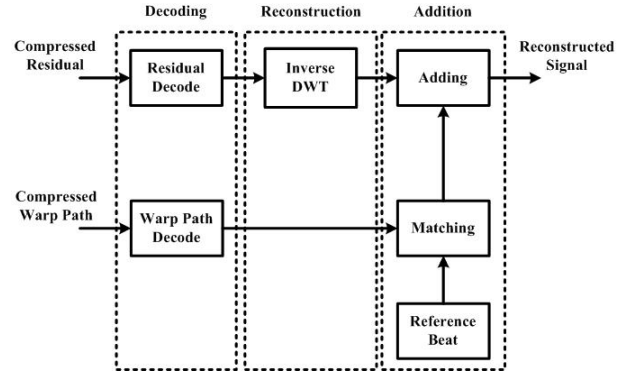 Decoding
Reconstruction
Addition
Compressed
Residual
Residual
Decode
Inverse
DWT
Adding
Reconstructed
Signal
Compressed
Warp Path
Warp Path
Decode
Matching
Reference
Beat